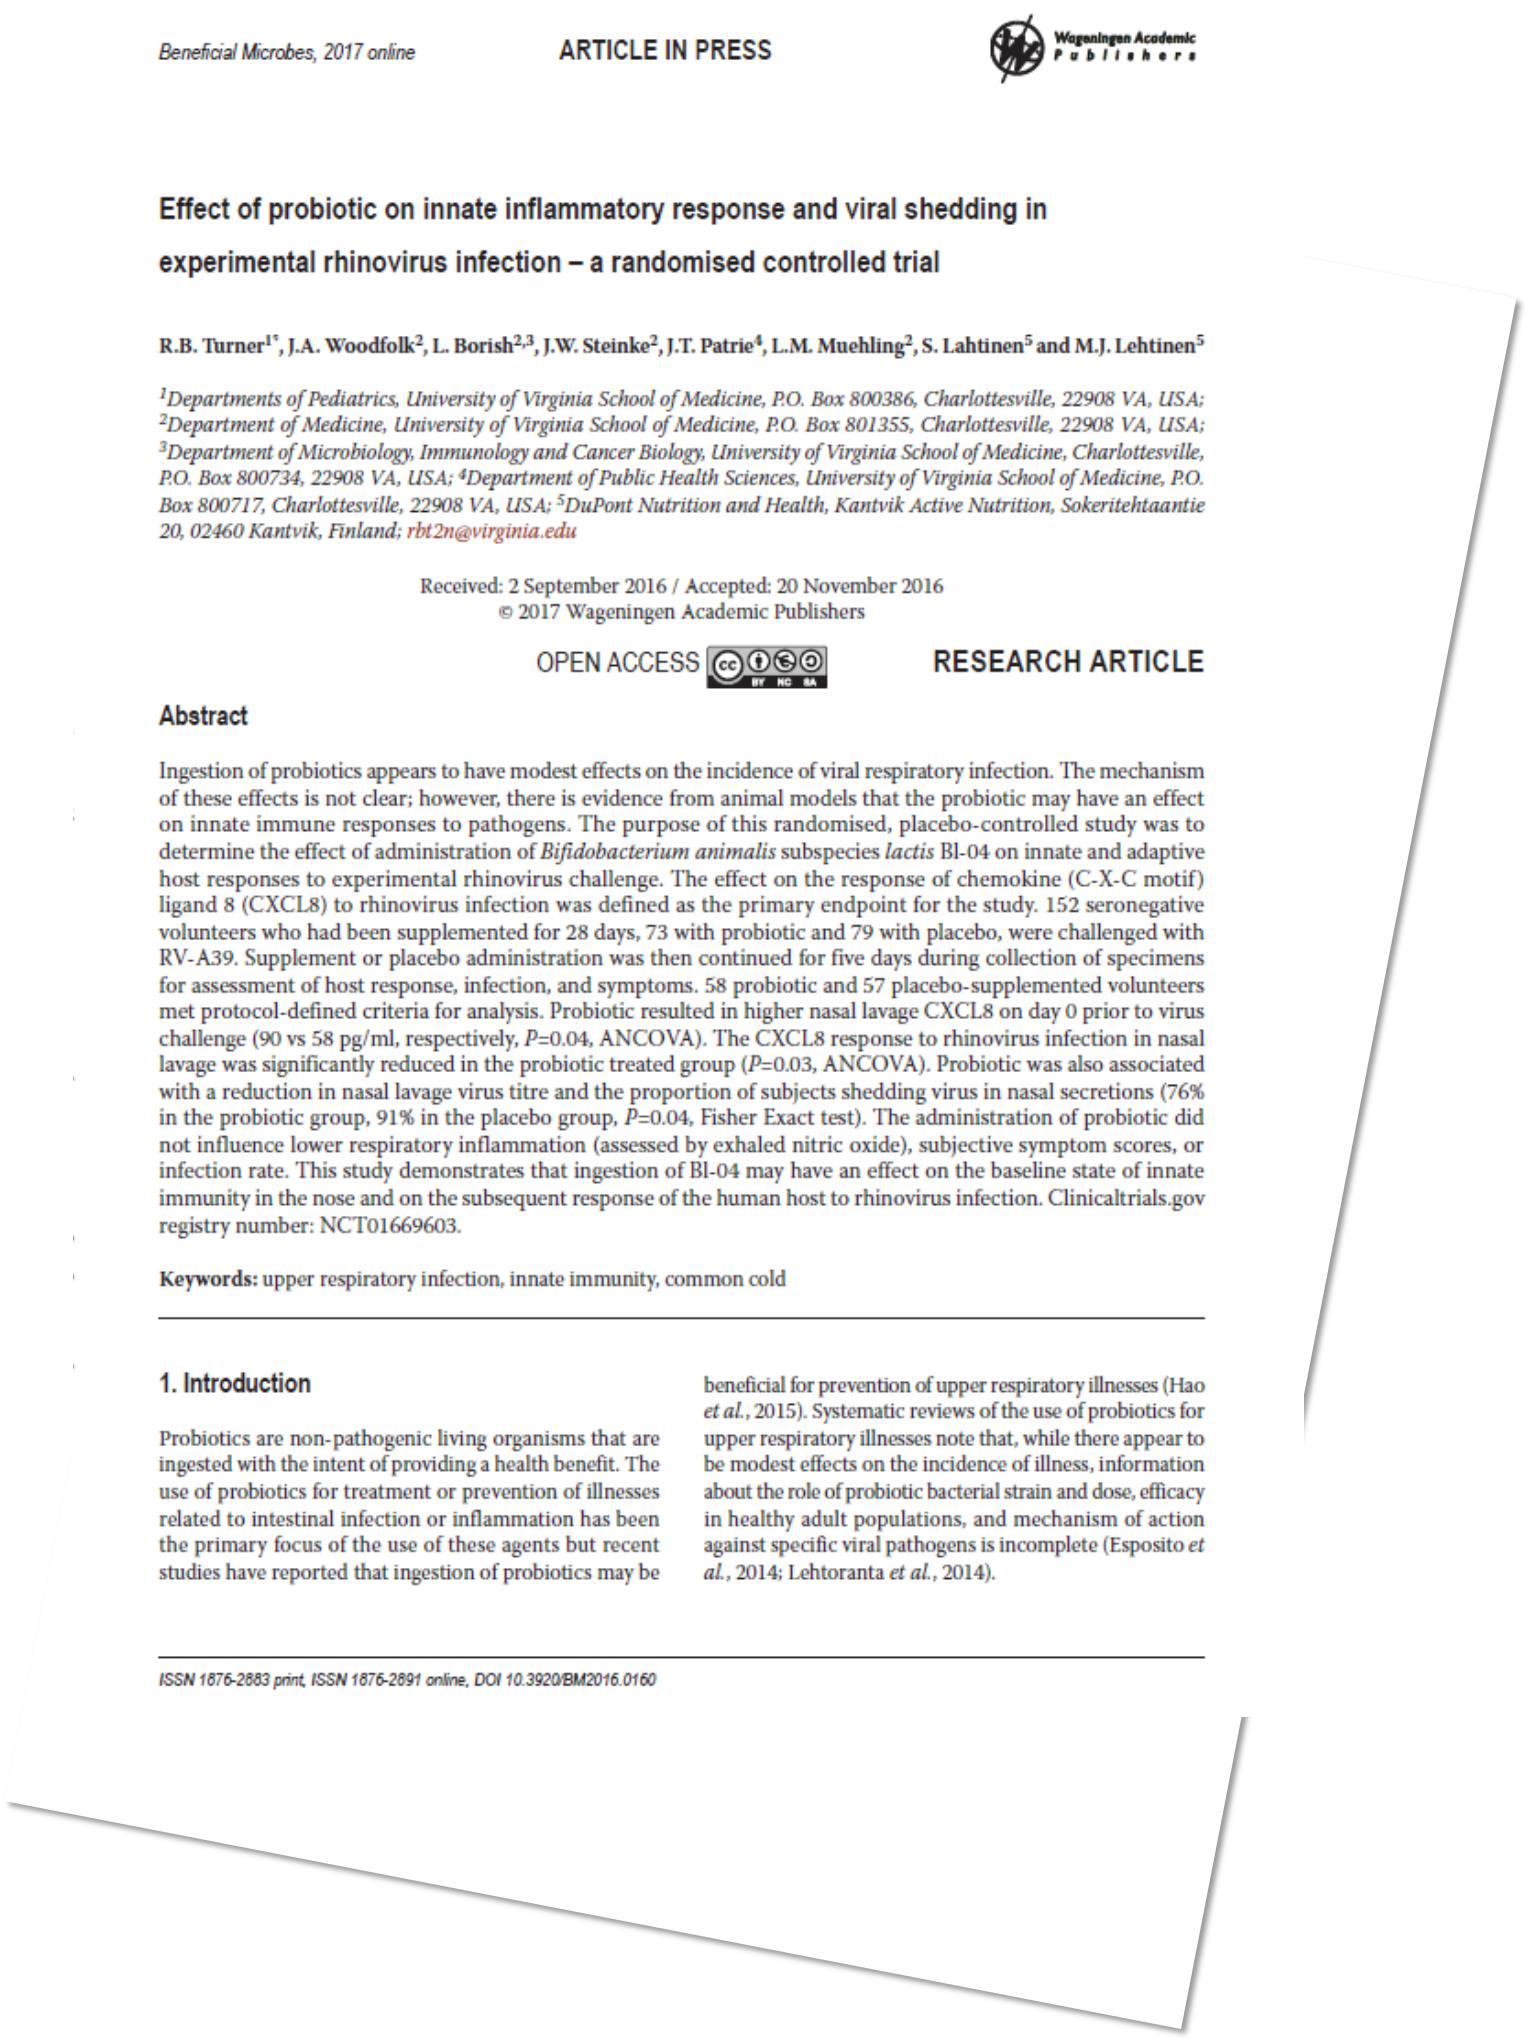 Beneficial Microbes, 2017 online
ARTICLE IN PRESS
Wageningen Academic
Publishers
Effect of probiotic on innate inflammatory response and viral shedding in
experimental rhinovirus infection – a randomised controlled trial
R.B. Turner1*, J.A. Woodfolk2, L. Borish2,3, J.W. Steinke2, J.T. Patrie4, L.M. Muehling2, S. Lahtinen5 and M.J. Lehtinen5
1Departments of Pediatrics, University of Virginia School of Medicine, P.O. Box 800386, Charlottesville, 22908 VA, USA;
2Department of Medicine, University of Virginia School of Medicine, P.O. Box 801355, Charlottesville, 22908 VA, USA;
3Department of Microbiology, Immunology and Cancer Biology, University of Virginia School of Medicine, Charlottesville,
P.O. Box 800734, 22908 VA, USA; 4Department of Public Health Sciences, University of Virginia School of Medicine, P.O.
Box 800717, Charlottesville, 22908 VA, USA; 5DuPont Nutrition and Health, Kantvik Active Nutrition, Sokeritehtaantie
20, 02460 Kantvik, Finland; rbt2n@virginia.edu
Received: 2 September 2016 / Accepted: 20 November 2016
© 2017 Wageningen Academic Publishers
OPEN ACCESS
cc
BY NC SA
RESEARCH ARTICLE
Abstract
Ingestion of probiotics appears to have modest effects on the incidence of viral respiratory infection. The mechanism
of these effects is not clear; however, there is evidence from animal models that the probiotic may have an effect
on innate immune responses to pathogens. The purpose of this randomised, placebo-controlled study was to
determine the effect of administration of Bifidobacterium animalis subspecies lactis Bl-04 on innate and adaptive
host responses to experimental rhinovirus challenge. The effect on the response of chemokine (C-X-C motif)
ligand 8 (CXCL8) to rhinovirus infection was defined as the primary endpoint for the study. 152 seronegative
volunteers who had been supplemented for 28 days, 73 with probiotic and 79 with placebo, were challenged with
RV-A39. Supplement or placebo administration was then continued for five days during collection of specimens
for assessment of host response, infection, and symptoms. 58 probiotic and 57 placebo-supplemented volunteers
met protocol-defined criteria for analysis. Probiotic resulted in higher nasal lavage CXCL8 on day 0 prior to virus
challenge (90 vs 58 pg/ml, respectively, P=0.04, ANCOVA). The CXCL8 response to rhinovirus infection in nasal
lavage was significantly reduced in the probiotic treated group (P=0.03, ANCOVA). Probiotic was also associated
with a reduction in nasal lavage virus titre and the proportion of subjects shedding virus in nasal secretions (76%
in the probiotic group, 91% in the placebo group, P=0.04, Fisher Exact test). The administration of probiotic did
not influence lower respiratory inflammation (assessed by exhaled nitric oxide), subjective symptom scores, or
infection rate. This study demonstrates that ingestion of Bl-04 may have an effect on the baseline state of innate
immunity in the nose and on the subsequent response of the human host to rhinovirus infection. Clinicaltrials.gov
registry number: NCT01669603.
Keywords: upper respiratory infection, innate immunity, common cold
1. Introduction
Probiotics are non-pathogenic living organisms that are
ingested with the intent of providing a health benefit. The
use of probiotics for treatment or prevention of illnesses
related to intestinal infection or inflammation has been
the primary focus of the use of these agents but recent
studies have reported that ingestion of probiotics may be
beneficial for prevention of upper respiratory illnesses (Hao
et al., 2015). Systematic reviews of the use of probiotics for
upper respiratory illnesses note that, while there appear to
be modest effects on the incidence of illness, information
about the role of probiotic bacterial strain and dose, efficacy
in healthy adult populations, and mechanism of action
against specific viral pathogens is incomplete (Esposito et
al., 2014; Lehtoranta et al., 2014).
ISSN 1876-2883 print, ISSN 1876-2891 online, DOI 10.3920/BM2016.0160